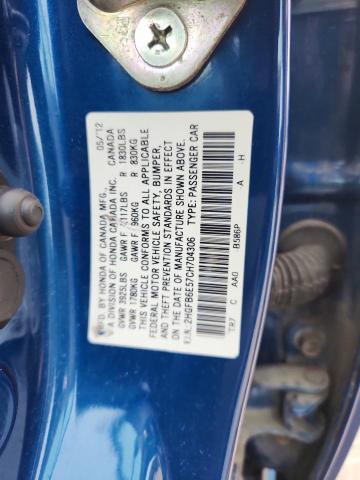 MFD. BY HONDA OF CANADA MFG. 05/12
A DIVISION OF HONDA CANADA INC. CANADA
GVWR 3925LBS GAWR F 2117LBS R 1830LBS
GVWR 1780KG GAWR F 960KG R 830KG
THIS VEHICLE CONFORMS TO ALL APPLICABLE
FEDERAL MOTOR VEHICLE SAFETY, BUMPER,
AND THEFT PREVENTION STANDARDS IN EFFECT
ON THE DATE OF MANUFACTURE SHOWN ABOVE.
V.I.N. 2HGFB6E57CH704306 TYPE: PASSENGER CAR
B586P A H
TR7 C AA0